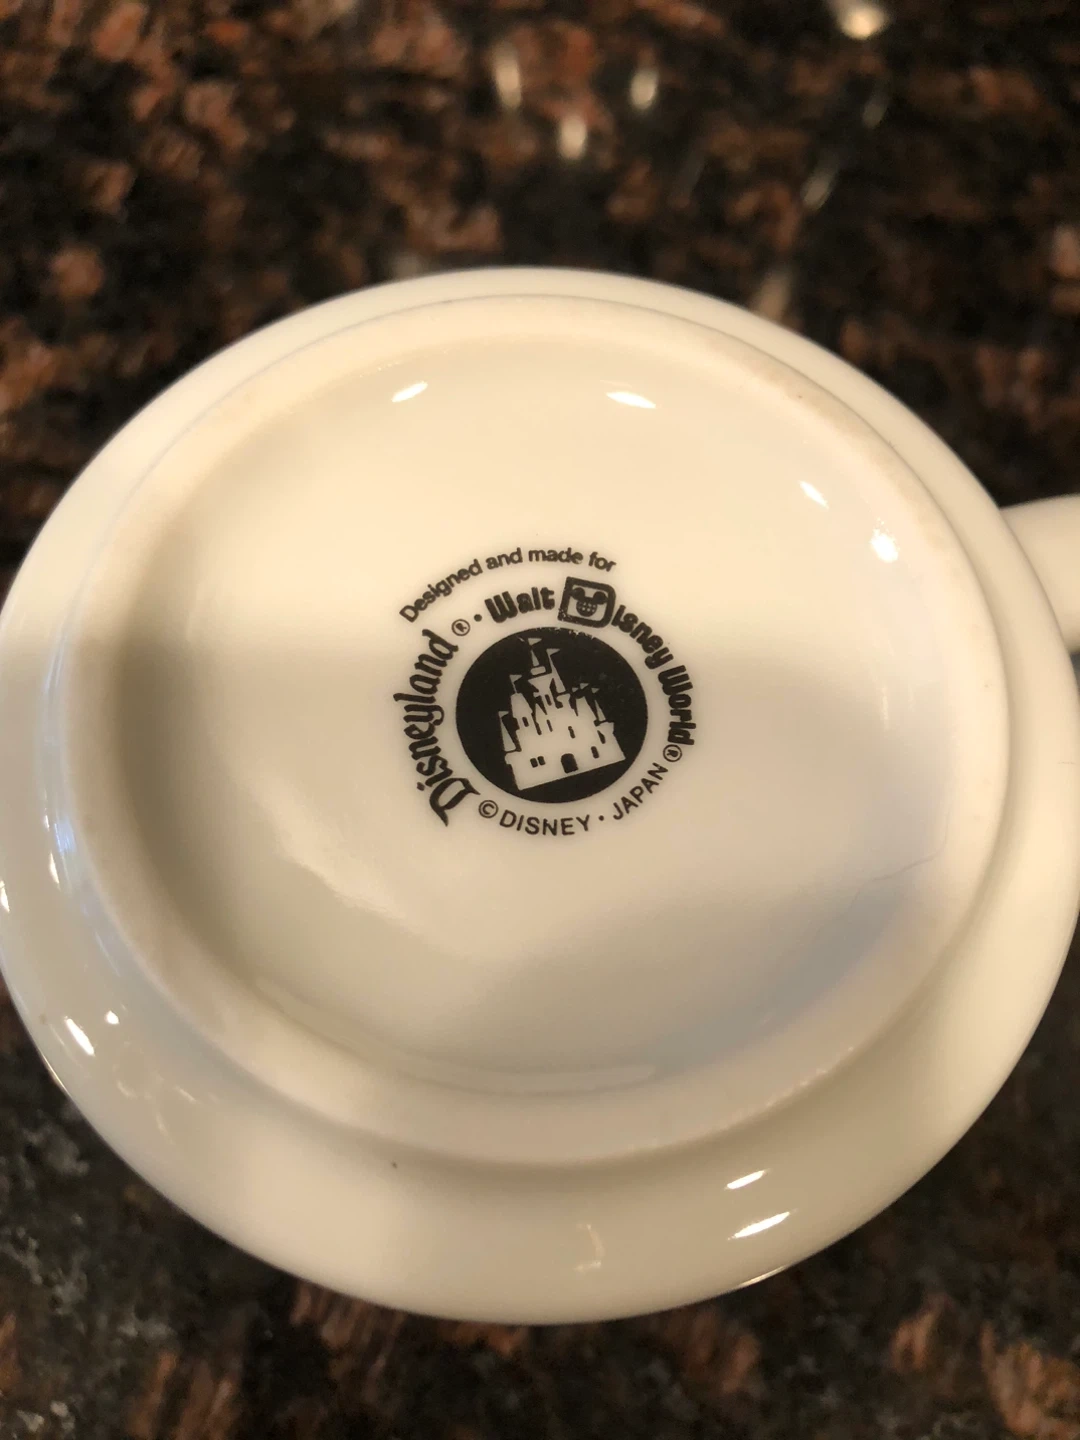 Designed and made for
Disneyland ® · Walt Disney World ®
© DISNEY · JAPAN